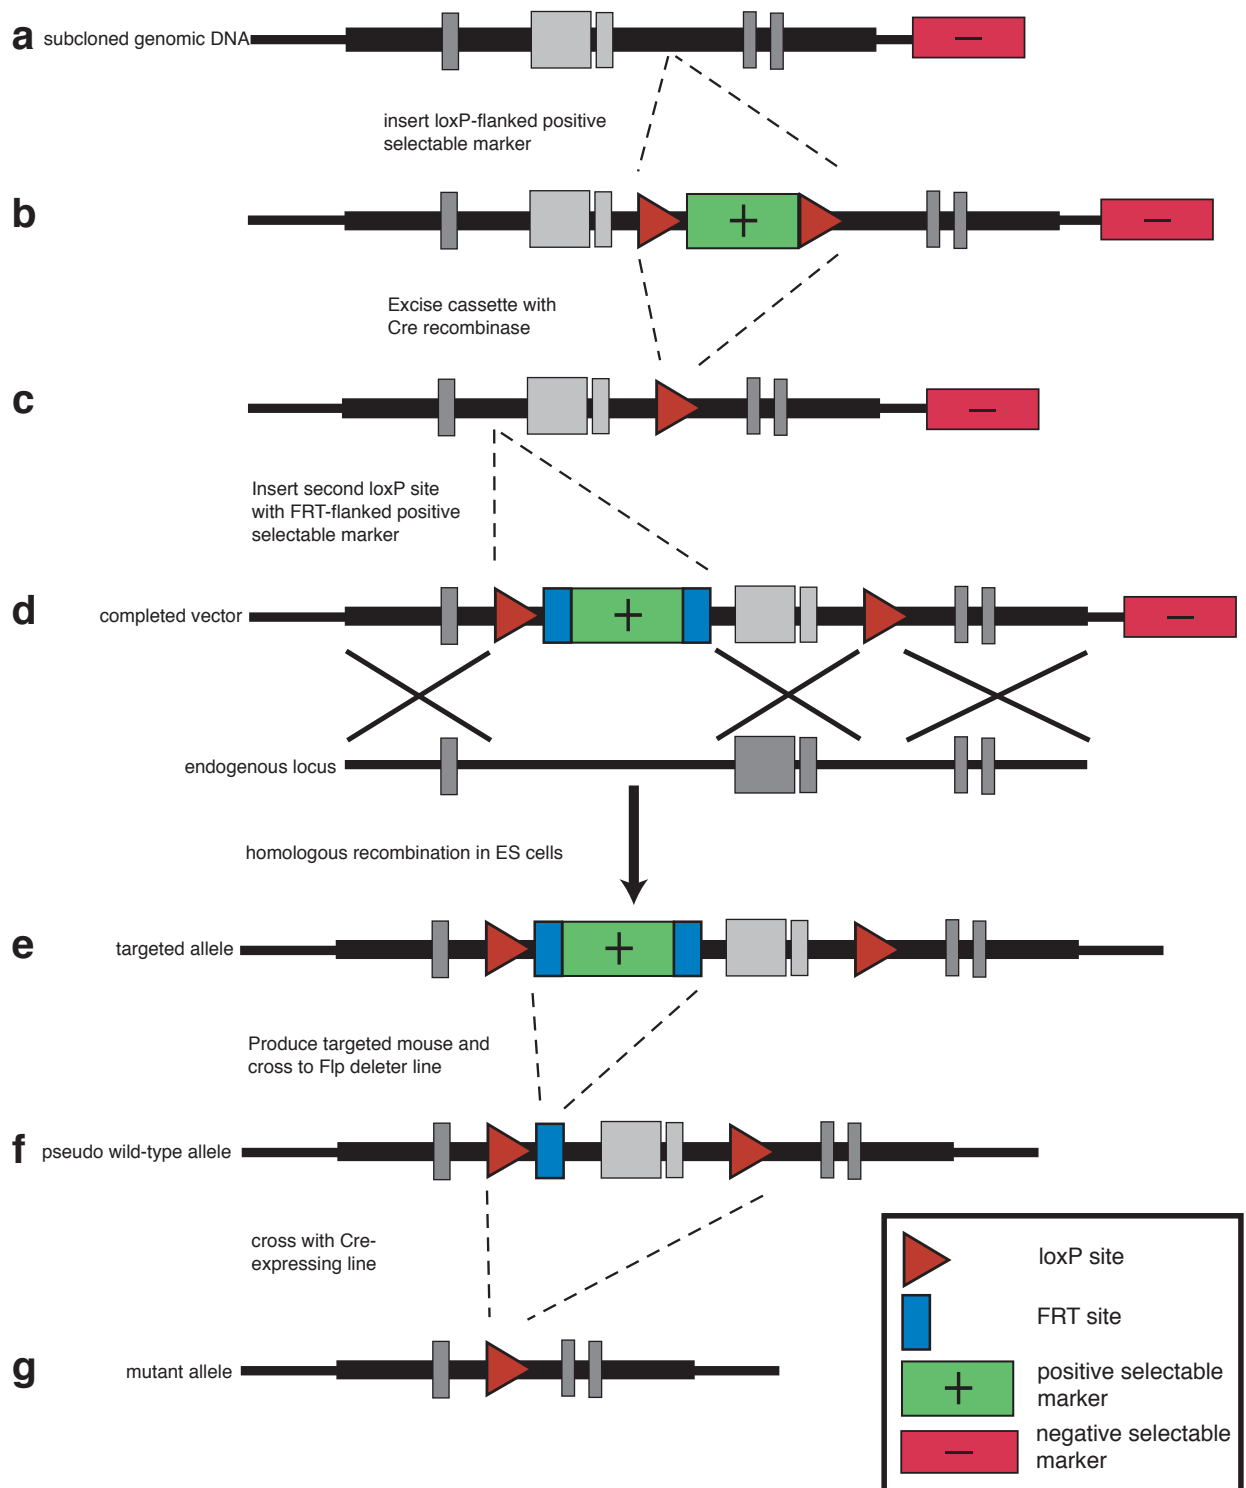 a subcloned genomic DNA
−
insert loxP-flanked positive
selectable marker
b
+
−
Excise cassette with
Cre recombinase
c
−
Insert second loxP site
with FRT-flanked positive
selectable marker
d completed vector
+
−
endogenous locus
homologous recombination in ES cells
e targeted allele
+
Produce targeted mouse and
cross to Flp deleter line
f pseudo wild-type allele
cross with Cre-
expressing line
g mutant allele
loxP site
FRT site
+
positive selectable
marker
−
negative selectable
marker